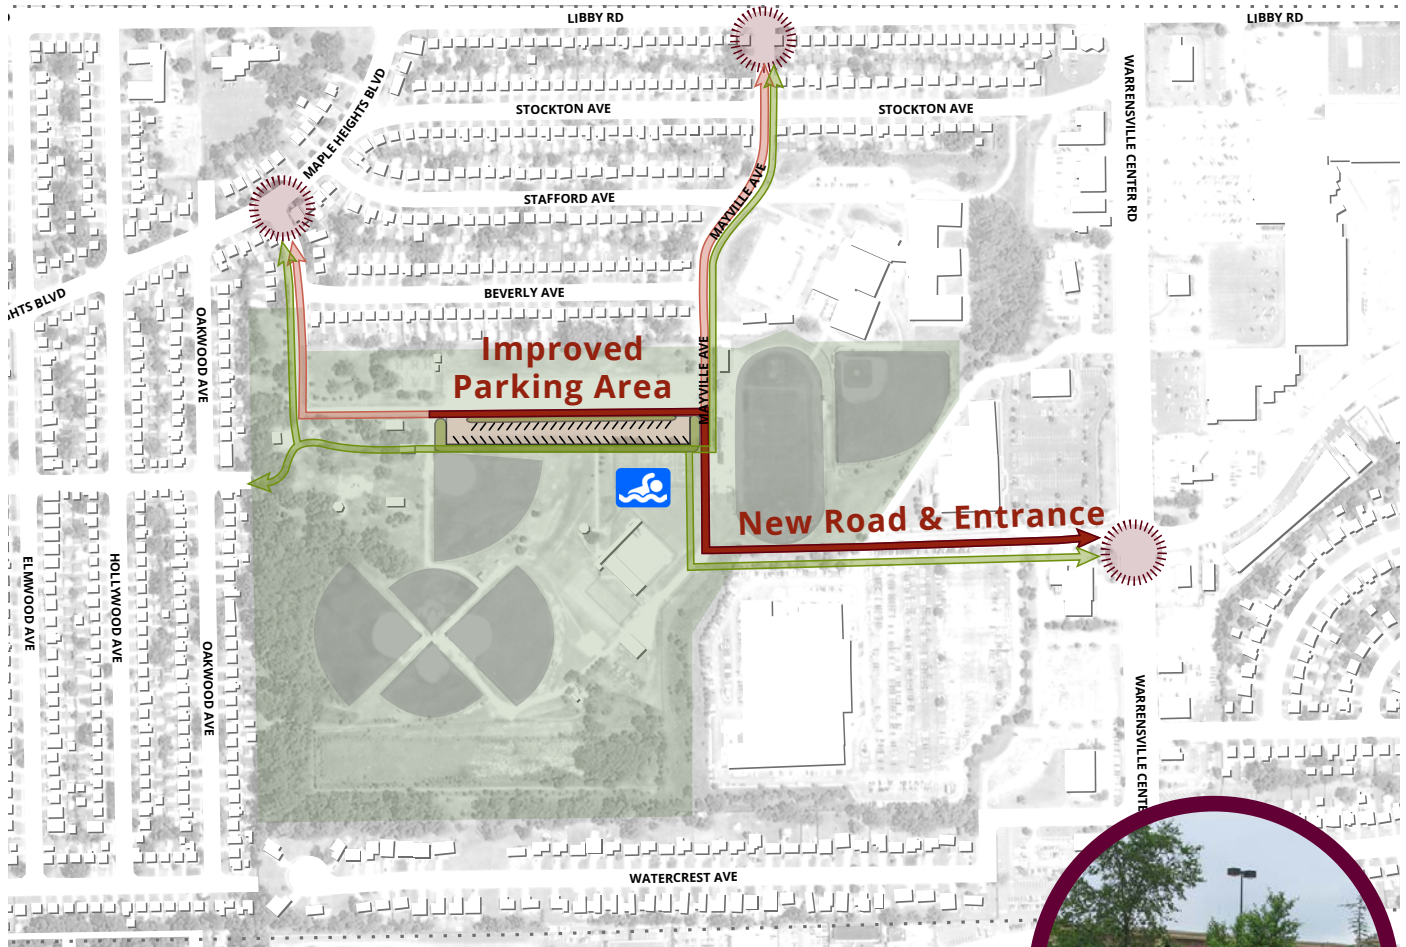 LIBBY RD
LIBBY RD
MAPLE HEIGHTS BLVD
STOCKTON AVE
STOCKTON AVE
WARRENSVILLE CENTER RD
STAFFORD AVE
MAYVILLE AVE
HTS BLVD
BEVERLY AVE
OAKWOOD AVE
Improved
Parking Area
MAYVILLE AVE
New Road & Entrance
ELMWOOD AVE
HOLLYWOOD AVE
OAKWOOD AVE
WARRENSVILLE CENTE
WATERCREST AVE